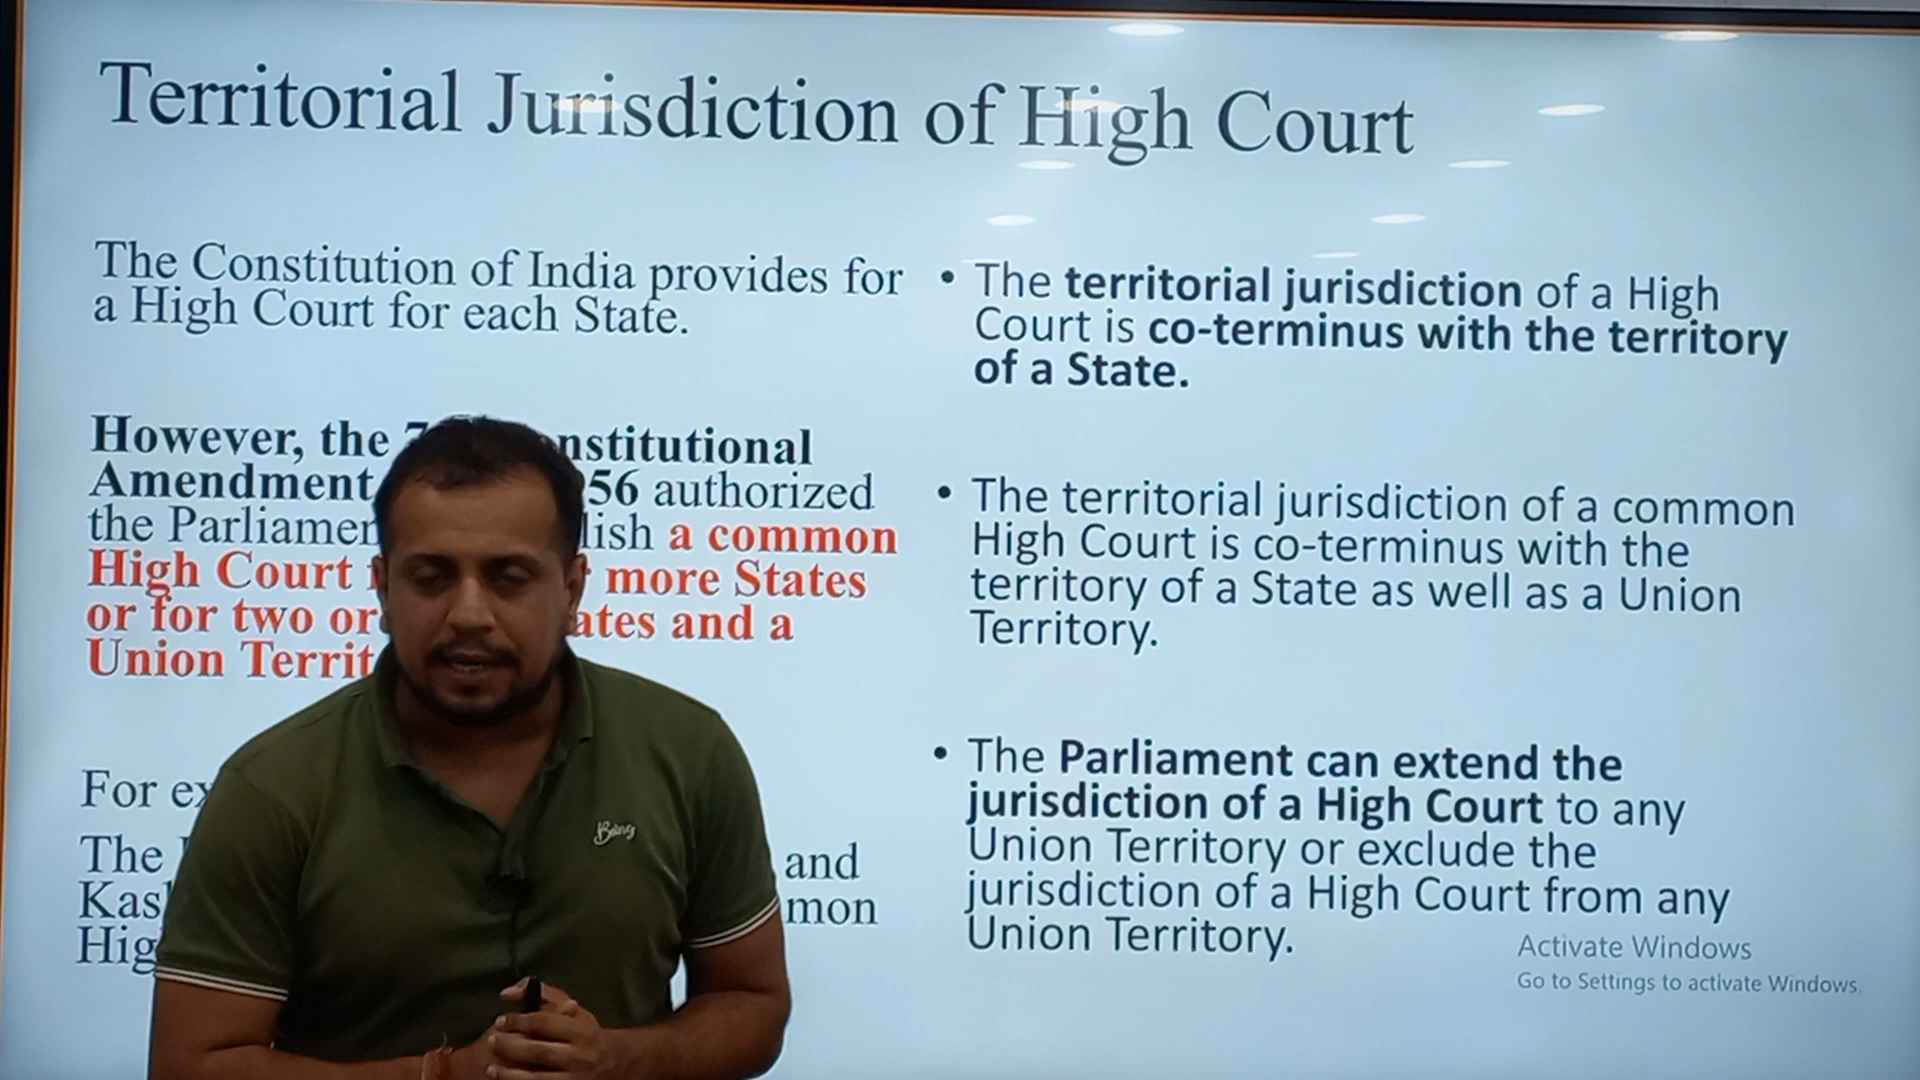 Territorial Jurisdiction of High Court
The Constitution of India provides for
a High Court for each State.
However, the
Amendment 56 authorized
the a common
High Court more States
or for two or and a
Union
For
The and
The territorial jurisdiction of a High
Court is co-terminus with the territory
of a State.
The territorial jurisdiction of a common
High Court is co-terminus with the
territory of a State as well as a Union
Territory.
The Parliament can extend the
jurisdiction of a High Court to any
Union Territory or exclude the
jurisdiction of a High Court from any
Union Territory.
Activate Windows
Go to Settings to activate Windows.
Being